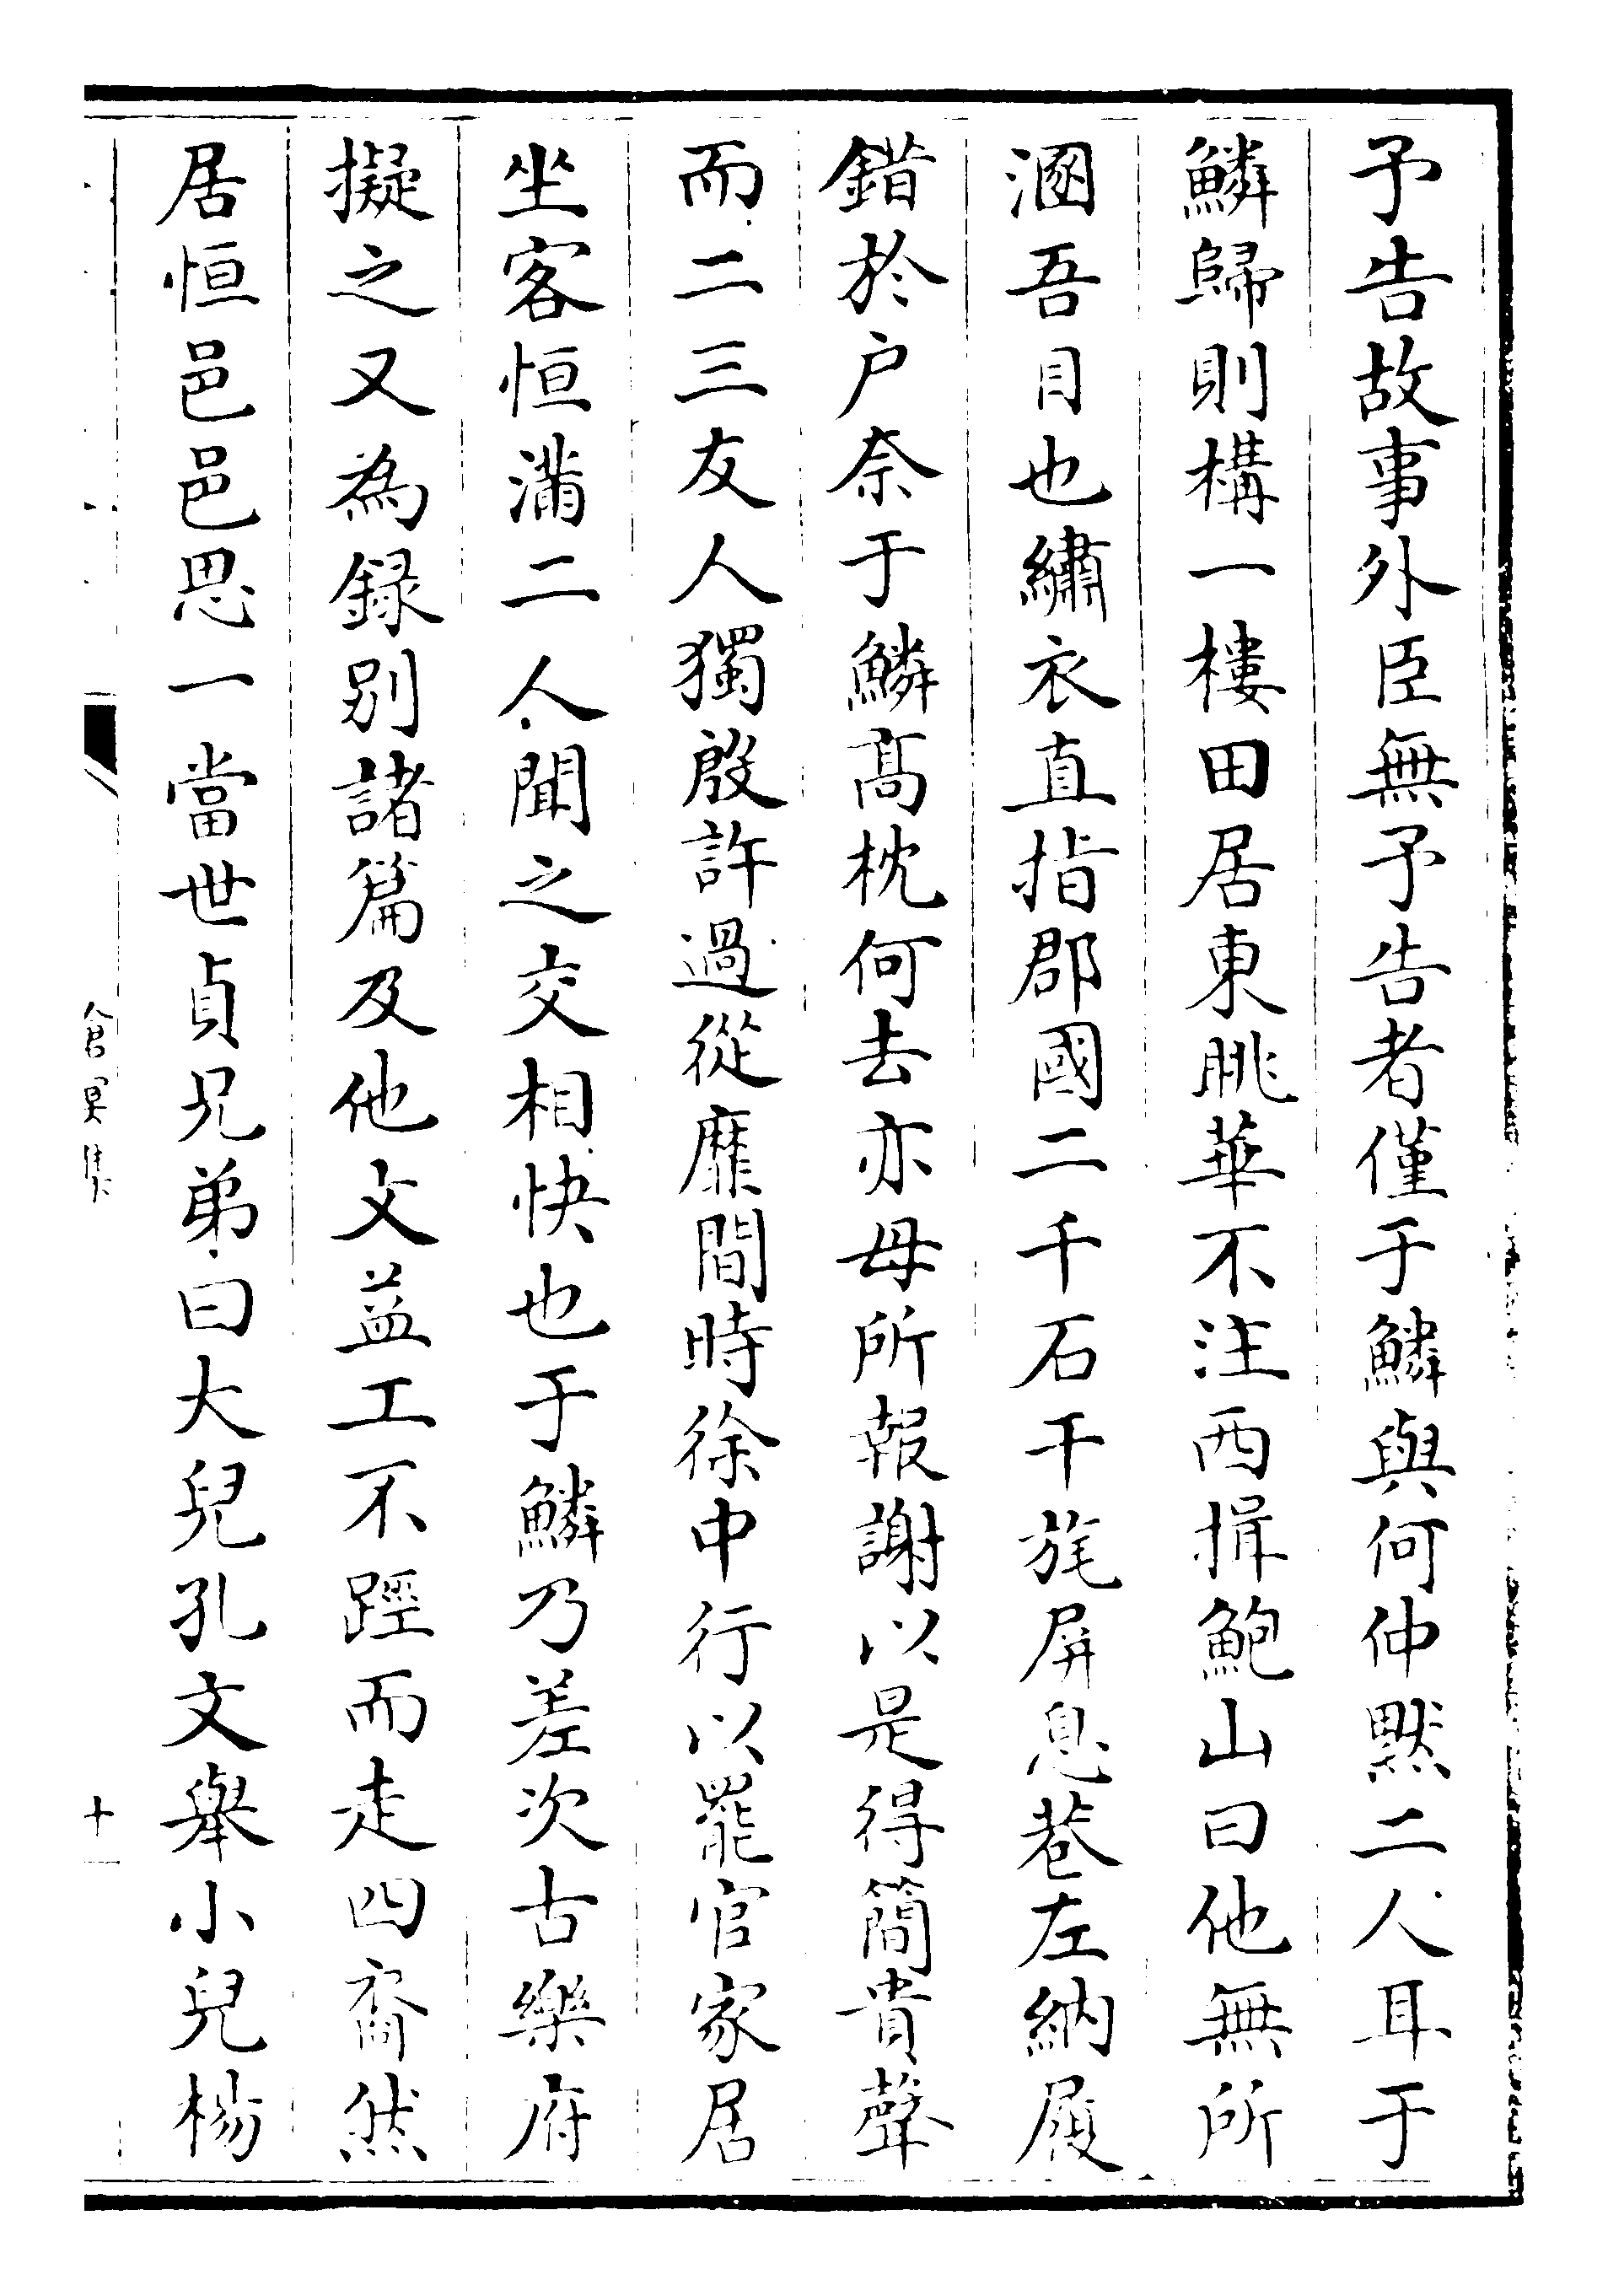 予告故事外臣無予告者僅于鱗與何仲黙二人耳于
鱗歸則構一樓田居東眺華不注西揖鮑山曰他無所
溷吾目也繡衣直指郡國二千石干旄屏息巷左納履
錯於户奈于鱗髙枕何去亦毋所報謝以是得簡貴聲
而二三友人獨殷許過從靡間時徐中行以罷官家居
坐客恒滿二人聞之交相快也于鱗乃差次古樂府
擬之又為録别諸篇及他文益工不踁而走四裔然
居恒邑邑思一當世貞兄弟曰大兒孔文舉小兒楊
滄溟集
十一